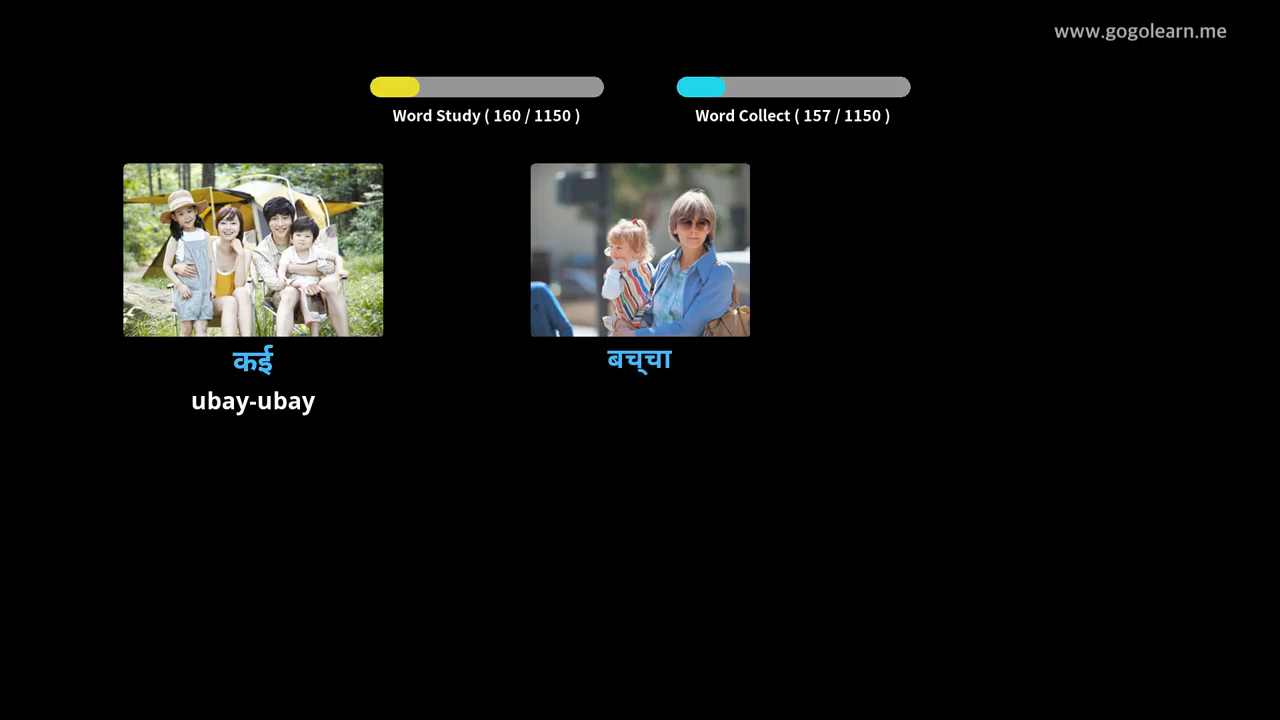 www.gogolearn.me
Word Study ( 160 / 1150 )
Word Collect ( 157 / 1150 )
कई
ubay-ubay
बच्‍चा